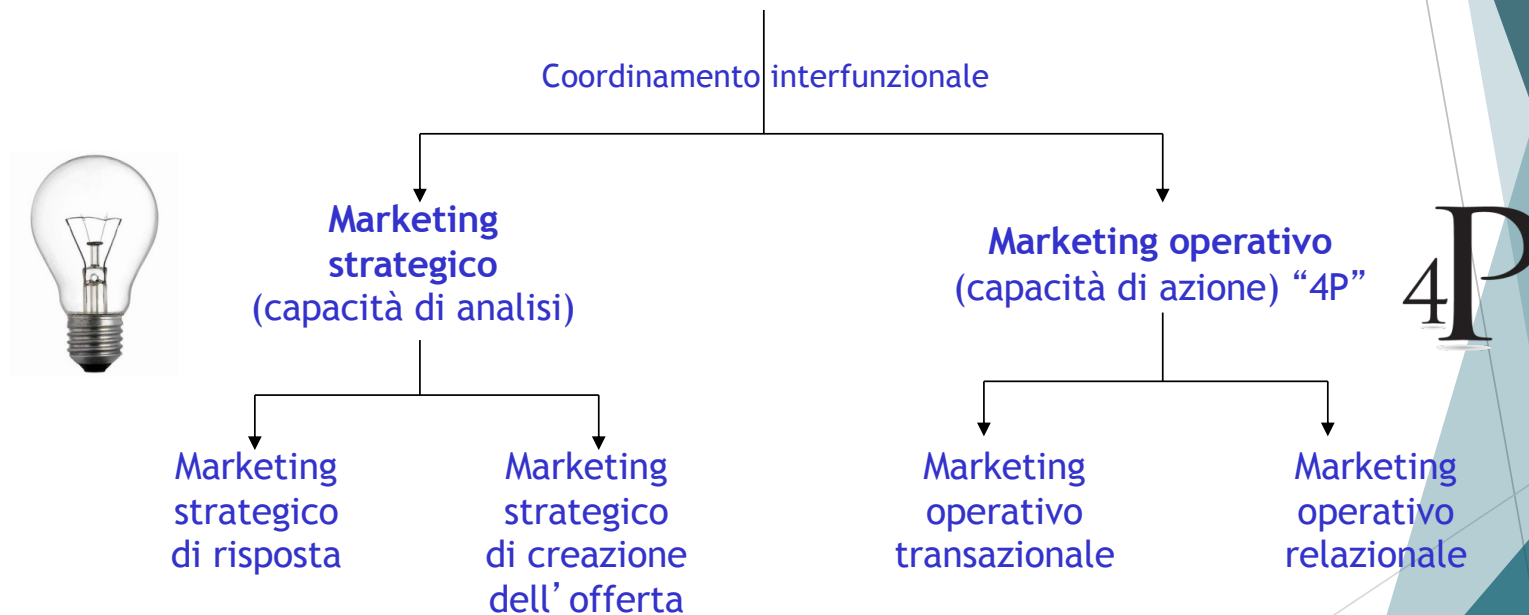 Coordinamento interfunzionale
Marketing
strategico
(capacità di analisi)
Marketing operativo
(capacità di azione) “4P”
4P
Marketing
strategico
di risposta
Marketing
strategico
di creazione
dell’offerta
Marketing
operativo
transazionale
Marketing
operativo
relazionale